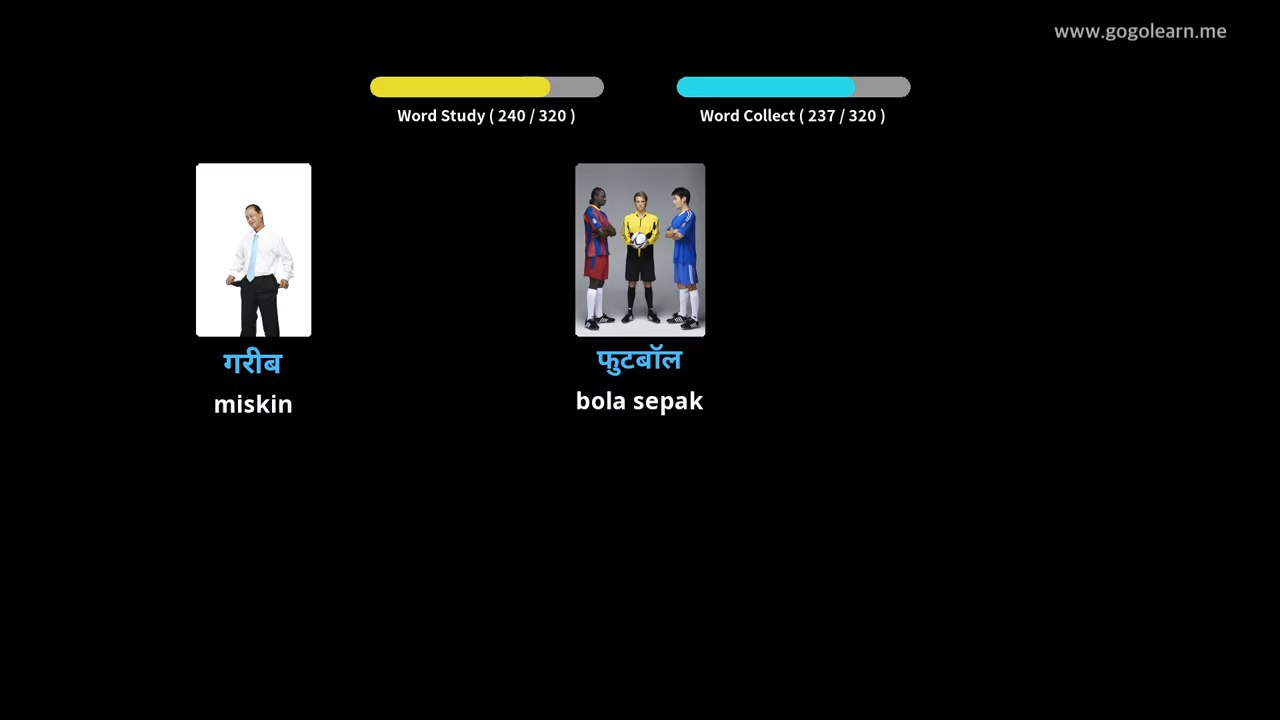 www.gogolearn.me
Word Study ( 240 / 320 )
Word Collect ( 237 / 320 )
गरीब
miskin
फुटबॉल
bola sepak